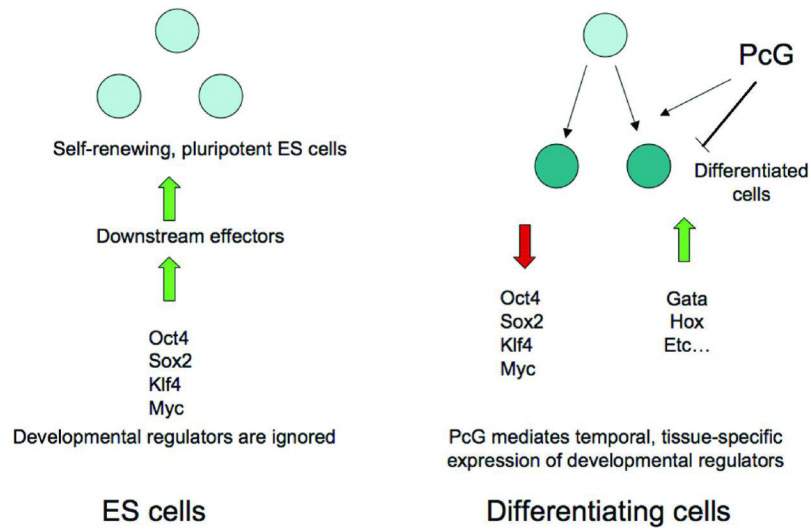 Self-renewing, pluripotent ES cells
Downstream effectors
Oct4
Sox2
Klf4
Myc
Developmental regulators are ignored
ES cells
PcG
Differentiated
cells
Oct4
Sox2
Klf4
Myc
Gata
Hox
Etc...
PcG mediates temporal, tissue-specific
expression of developmental regulators
Differentiating cells